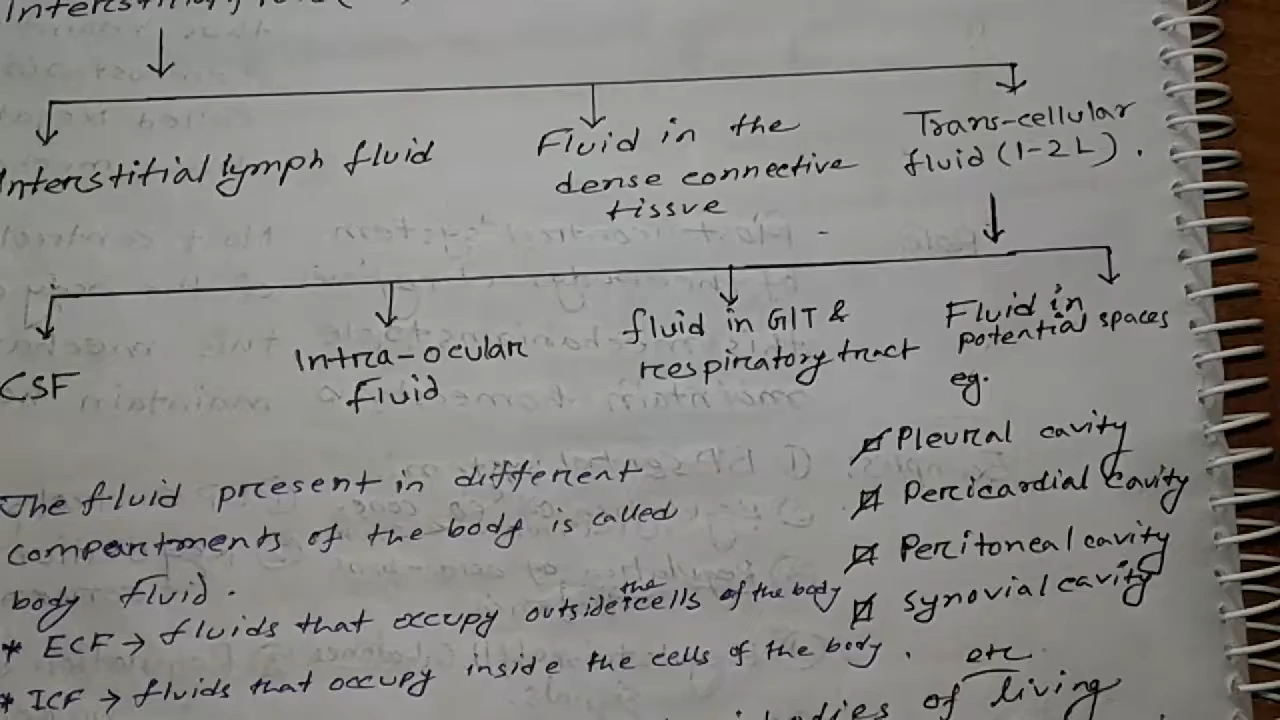 Interstitial
Interstitial lymph fluid
Fluid in the
dense connective
tissue
Trans-cellular
fluid (1-2L).
CSF
Intra-ocular
fluid
fluid in GIT &
respiratory tract
Fluid in
potential spaces
eg.
Pleural cavity
Pericardial cavity
Peritoneal cavity
Synovial cavity
etc
The fluid present in different
compartments of the body is called
body fluid.
* ECF → fluids that occupy outside the cells of the body
* ICF → fluids that occupy inside the cells of the body.
bodies of living